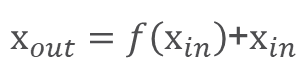 x_out = f(x_in)+x_in